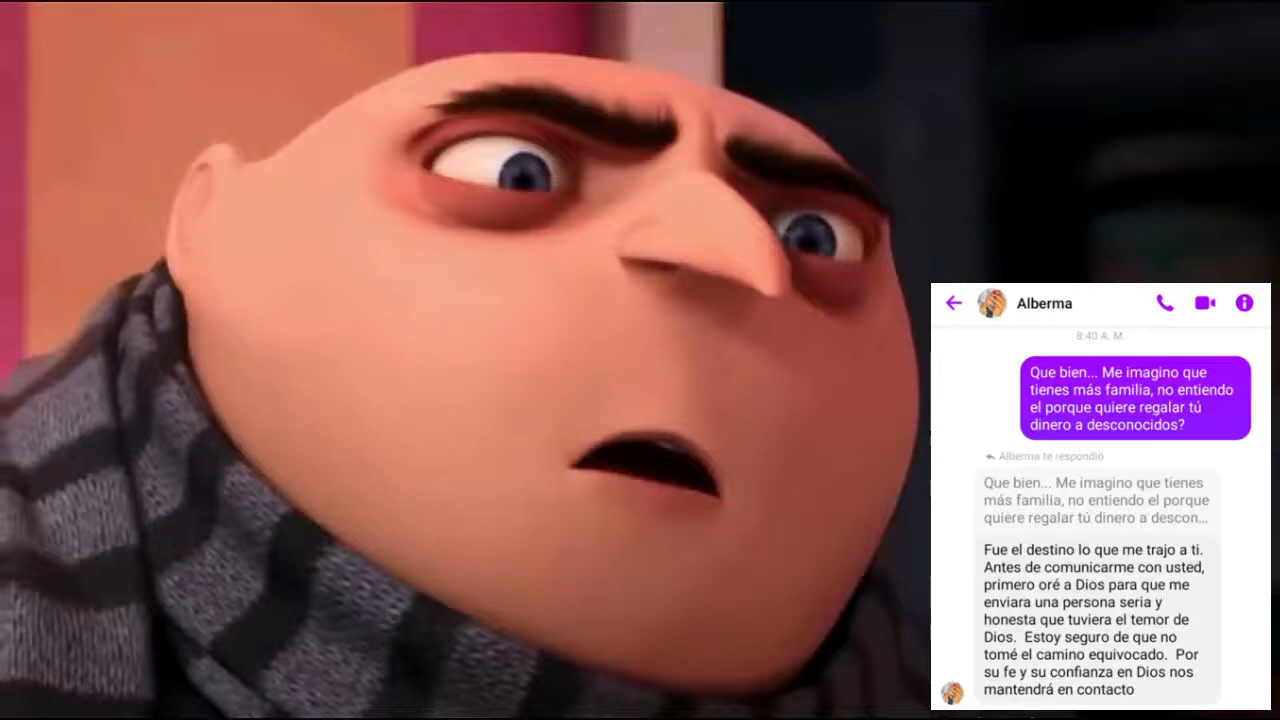 Alberma
8:40 A. M.
Que bien... Me imagino que
tienes más familia, no entiendo
el porque quiere regalar tú
dinero a desconocidos?
Alberma te respondió
Que bien... Me imagino que tienes
más familia, no entiendo el porque
quiere regalar tú dinero a descon...
Fue el destino lo que me trajo a ti.
Antes de comunicarme con usted,
primero oré a Dios para que me
enviara una persona seria y
honesta que tuviera el temor de
Dios. Estoy seguro de que no
tomé el camino equivocado. Por
su fe y su confianza en Dios nos
mantendrá en contacto